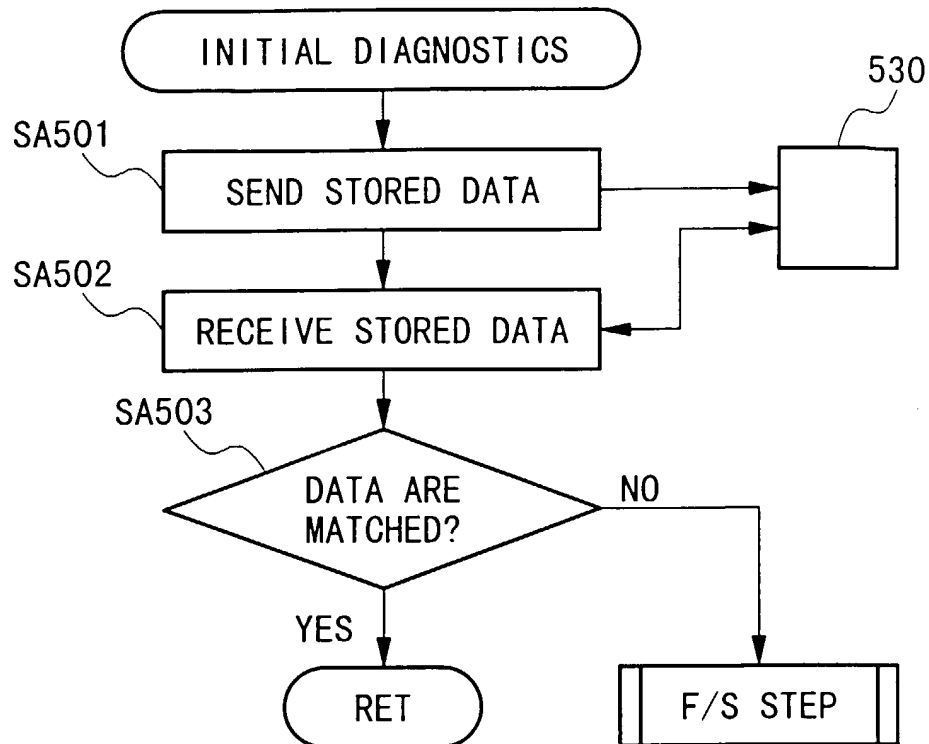 INITIAL DIAGNOSTICS
530
SA501
SEND STORED DATA
SA502
RECEIVE STORED DATA
SA503
DATA ARE
MATCHED?
NO
YES
RET
F/S STEP